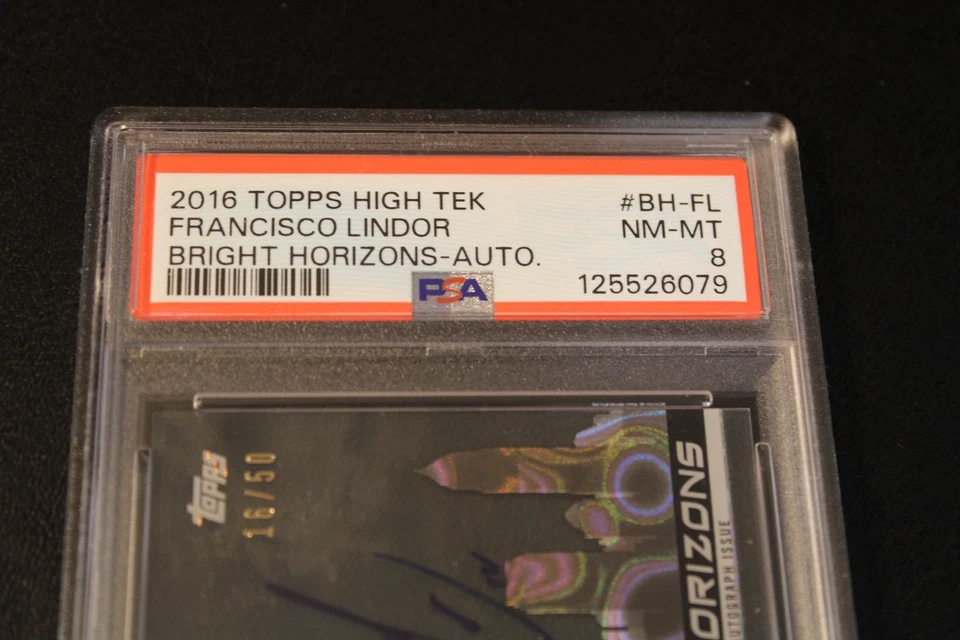 2016 TOPPS HIGH TEK #BH-FL
FRANCISCO LINDOR NM-MT
BRIGHT HORIZONS-AUTO. 8
PSA 125526079
TOPPS
16/50
ORIZONS
UTOGRAPH ISSUE